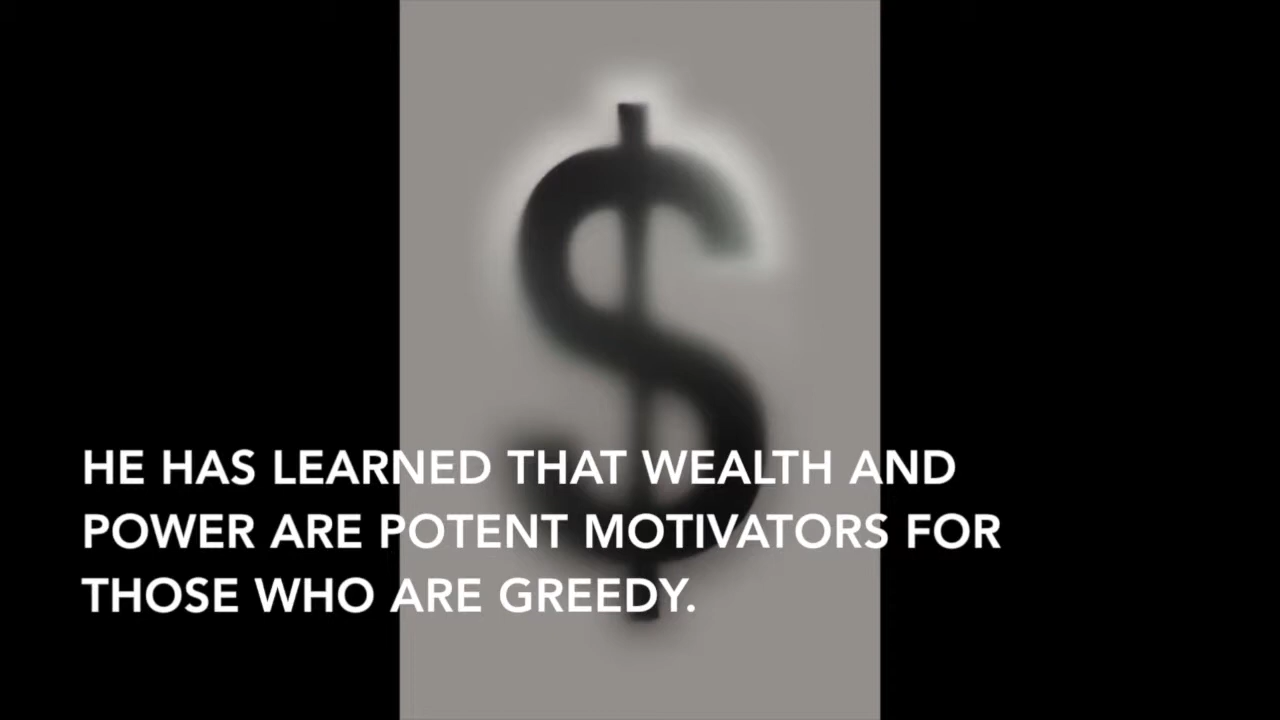 HE HAS LEARNED THAT WEALTH AND
POWER ARE POTENT MOTIVATORS FOR
THOSE WHO ARE GREEDY.